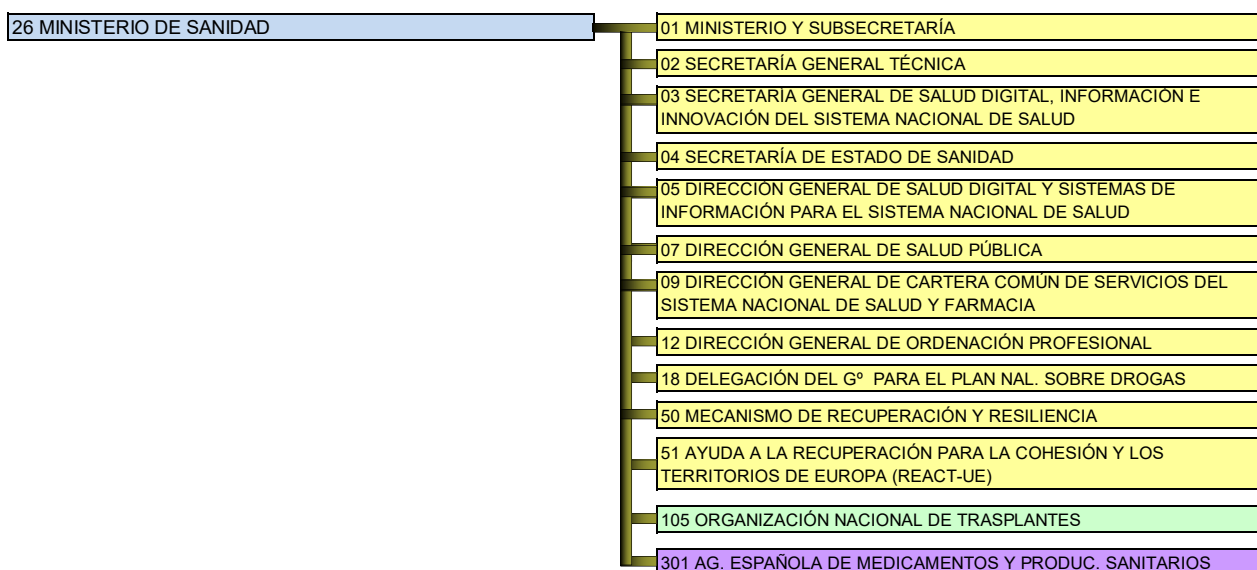 26 MINISTERIO DE SANIDAD
01 MINISTERIO Y SUBSECRETARÍA
02 SECRETARÍA GENERAL TÉCNICA
03 SECRETARÍA GENERAL DE SALUD DIGITAL, INFORMACIÓN E
INNOVACIÓN DEL SISTEMA NACIONAL DE SALUD
04 SECRETARÍA DE ESTADO DE SANIDAD
05 DIRECCIÓN GENERAL DE SALUD DIGITAL Y SISTEMAS DE
INFORMACIÓN PARA EL SISTEMA NACIONAL DE SALUD
07 DIRECCIÓN GENERAL DE SALUD PÚBLICA
09 DIRECCIÓN GENERAL DE CARTERA COMÚN DE SERVICIOS DEL
SISTEMA NACIONAL DE SALUD Y FARMACIA
12 DIRECCIÓN GENERAL DE ORDENACIÓN PROFESIONAL
18 DELEGACIÓN DEL Gº PARA EL PLAN NAL. SOBRE DROGAS
50 MECANISMO DE RECUPERACIÓN Y RESILIENCIA
51 AYUDA A LA RECUPERACIÓN PARA LA COHESIÓN Y LOS
TERRITORIOS DE EUROPA (REACT-UE)
105 ORGANIZACIÓN NACIONAL DE TRASPLANTES
301 AG. ESPAÑOLA DE MEDICAMENTOS Y PRODUC. SANITARIOS